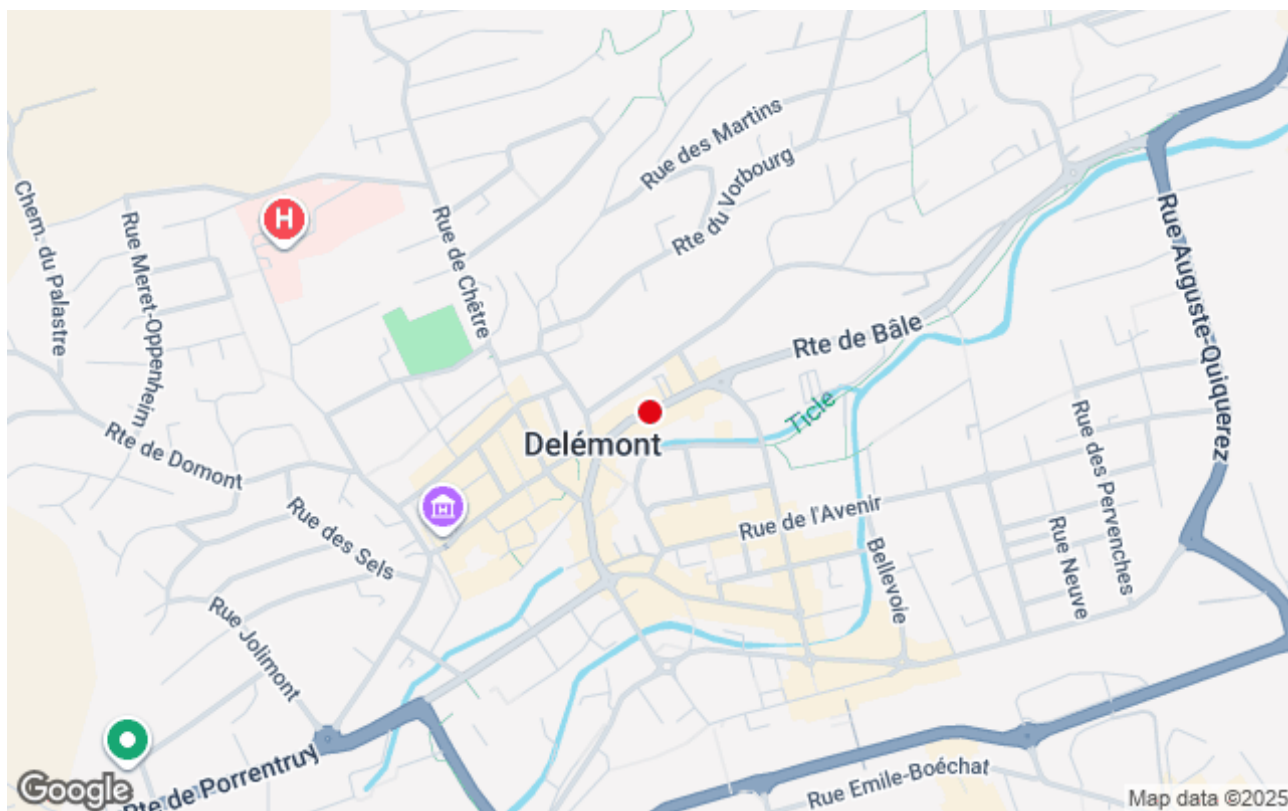 Rue des Martins
Rte du Vorbourg
Chem. du Palastre
Rue Meret-Oppenheim
H
Rue de Chêtre
Rue Auguste-Quiquerez
Rte de Bâle
Ticle
Delémont
Rte de Domont
Rue des Sels
Rue de l'Avenir
Bellevoie
Rue des Pervenches
Rue Neuve
H
Rue Jolimont
Rte de Porrentruy
Rue Emile-Boéchat
Google
Map data ©2025